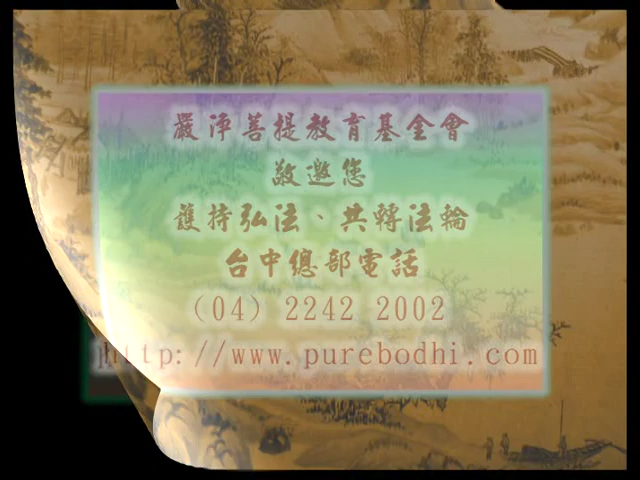 嚴淨菩提教育基金會
敬邀您
護持弘法、共轉法輪
台中總部電話
(04) 2242 2002
http://www.purebodhi.com